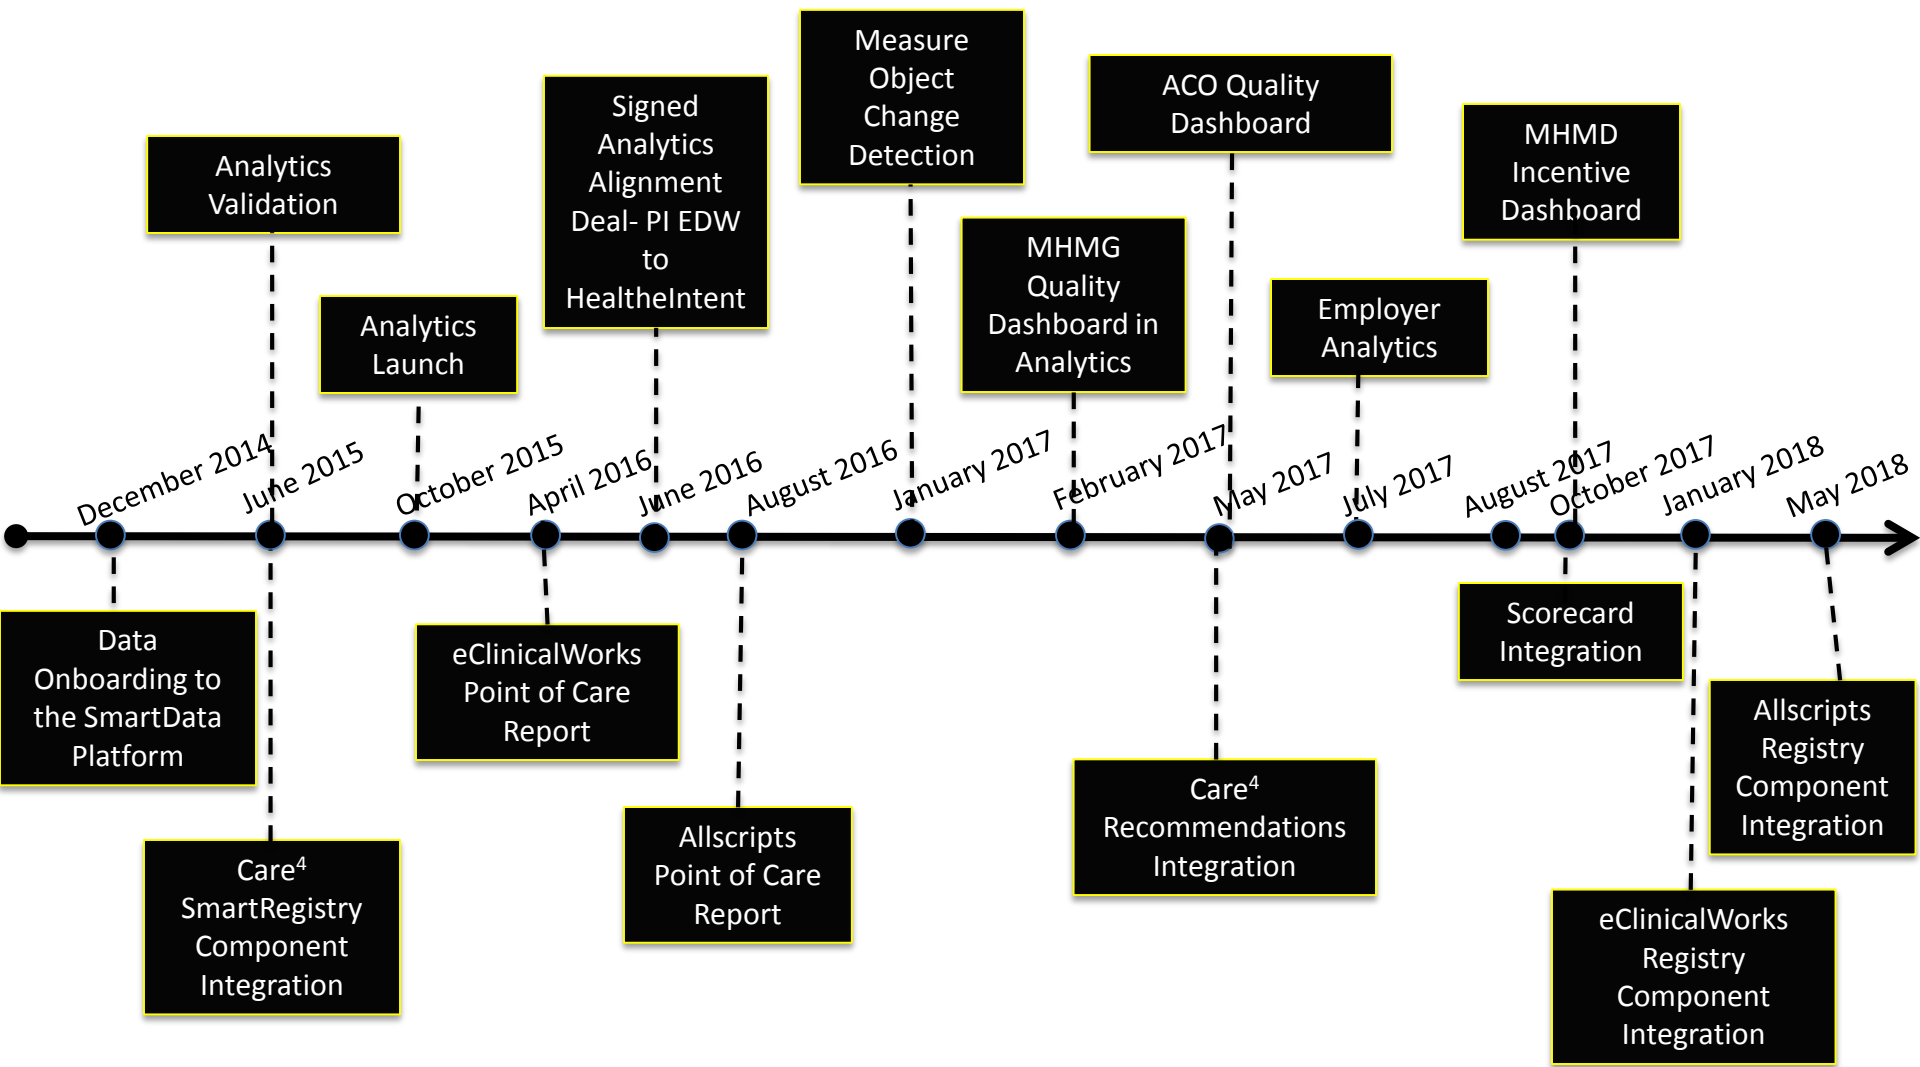 Measure
Object
Change
Detection
ACO Quality
Dashboard
Signed
Analytics
Alignment
Deal- PI EDW
to
HealtheIntent
MHMD
Incentive
Dashboard
Analytics
Validation
MHMG
Quality
Dashboard in
Analytics
Employer
Analytics
Analytics
Launch
December 2014
June 2015
October 2015
April 2016
June 2016
August 2016
January 2017
February 2017
May 2017
July 2017
August 2017
October 2017
January 2018
May 2018
Data
Onboarding to
the SmartData
Platform
eClinicalWorks
Point of Care
Report
Scorecard
Integration
Allscripts
Registry
Component
Integration
Care⁴
Recommendations
Integration
Allscripts
Point of Care
Report
Care⁴
SmartRegistry
Component
Integration
eClinicalWorks
Registry
Component
Integration